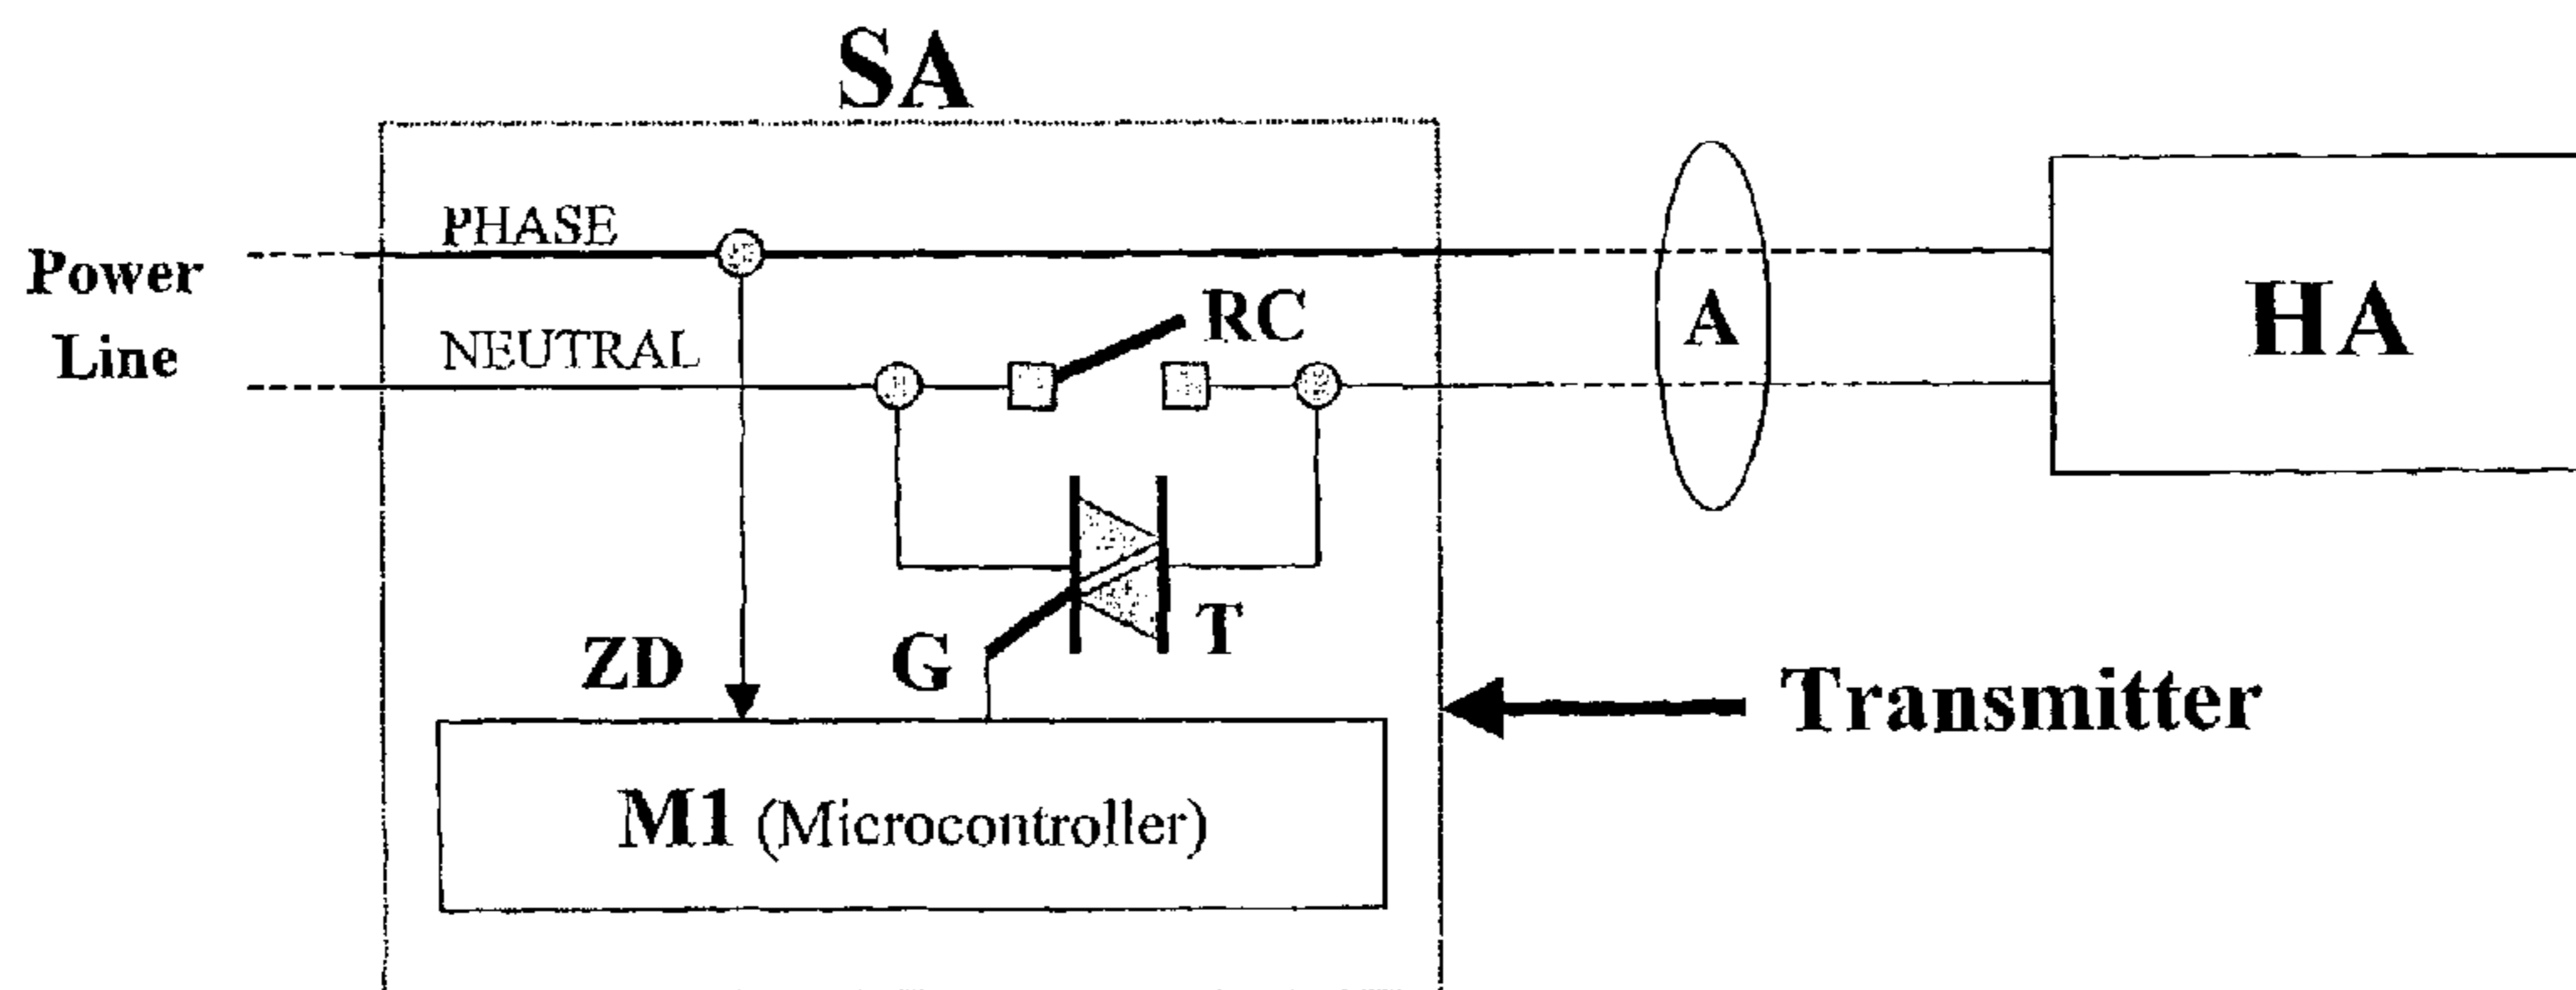 SA
PHASE
Power
Line
NEUTRAL
RC
A
HA
ZD
G
T
Transmitter
M1 (Microcontroller)